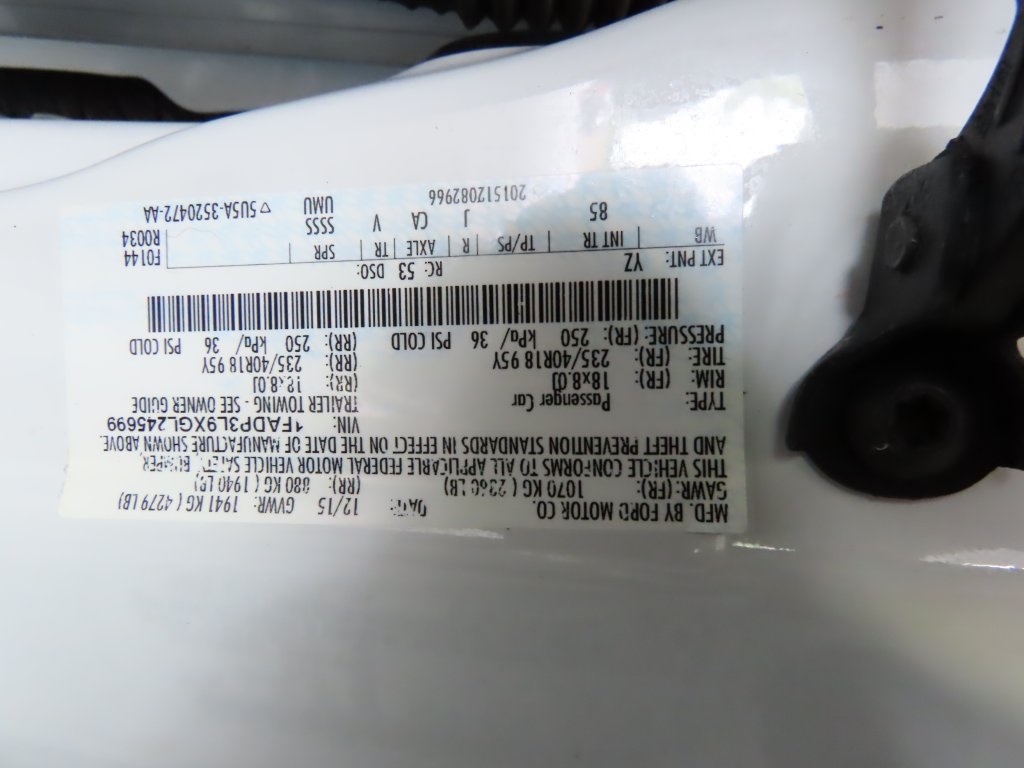 MFD. BY FORD MOTOR CO.
DATE: 12/15 GVWR: 1941 KG ( 4279 LB)
GAWR: (FR): 1070 KG ( 2360 LB) (RR): 880 KG ( 1940 LB)
THIS VEHICLE CONFORMS TO ALL APPLICABLE FEDERAL MOTOR VEHICLE SAFETY, BUMPER,
AND THEFT PREVENTION STANDARDS IN EFFECT ON THE DATE OF MANUFACTURE SHOWN ABOVE.
VIN: 1FADP3L9XGL245699
TYPE: Passenger Car TRAILER TOWING - SEE OWNER GUIDE
RIM: (FR): 18x8.0J (RR): 18x8.0J
TIRE (FR): 235/40R18 95Y (RR): 235/40R18 95Y
PRESSURE: (FR): 250 kPa/ 36 PSI COLD (RR): 250 kPa/ 36 PSI COLD
EXT PNT: YZ RC: 53 DSO: F0144
WB INT TR TP/PS R AXLE TR SPR R0034
85 J CA V SSSS
UMU
201512082966 ▽ 5U5A-3520472-AA